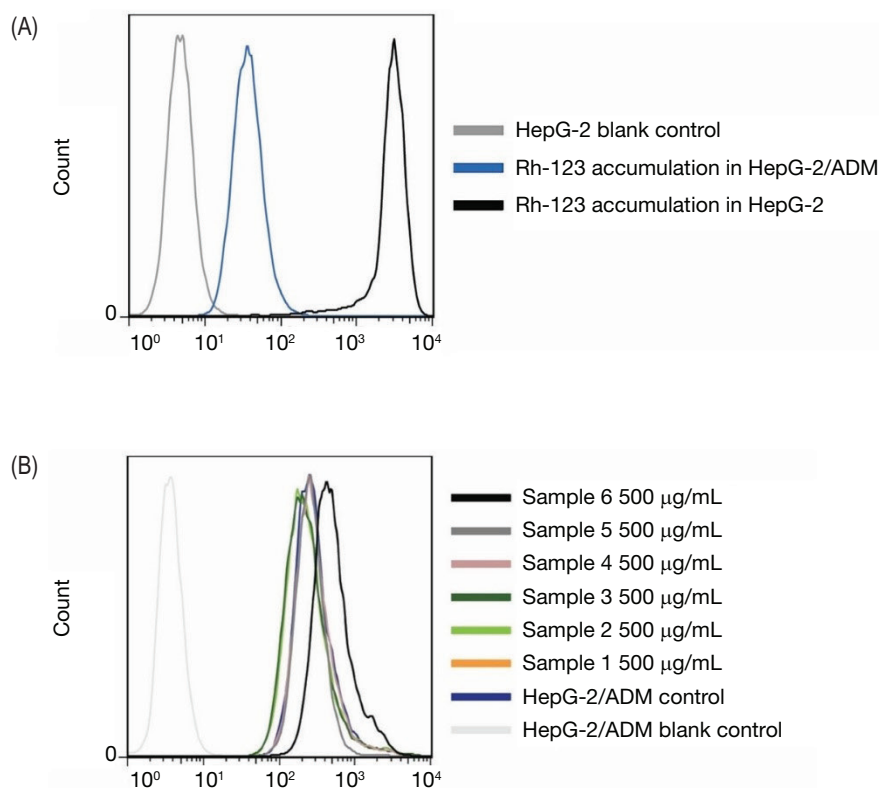 (A)
Count
0
10⁰ 10¹ 10² 10³ 10⁴
HepG-2 blank control
Rh-123 accumulation in HepG-2/ADM
Rh-123 accumulation in HepG-2
(B)
Count
0
10⁰ 10¹ 10² 10³ 10⁴
Sample 6 500 μg/mL
Sample 5 500 μg/mL
Sample 4 500 μg/mL
Sample 3 500 μg/mL
Sample 2 500 μg/mL
Sample 1 500 μg/mL
HepG-2/ADM control
HepG-2/ADM blank control